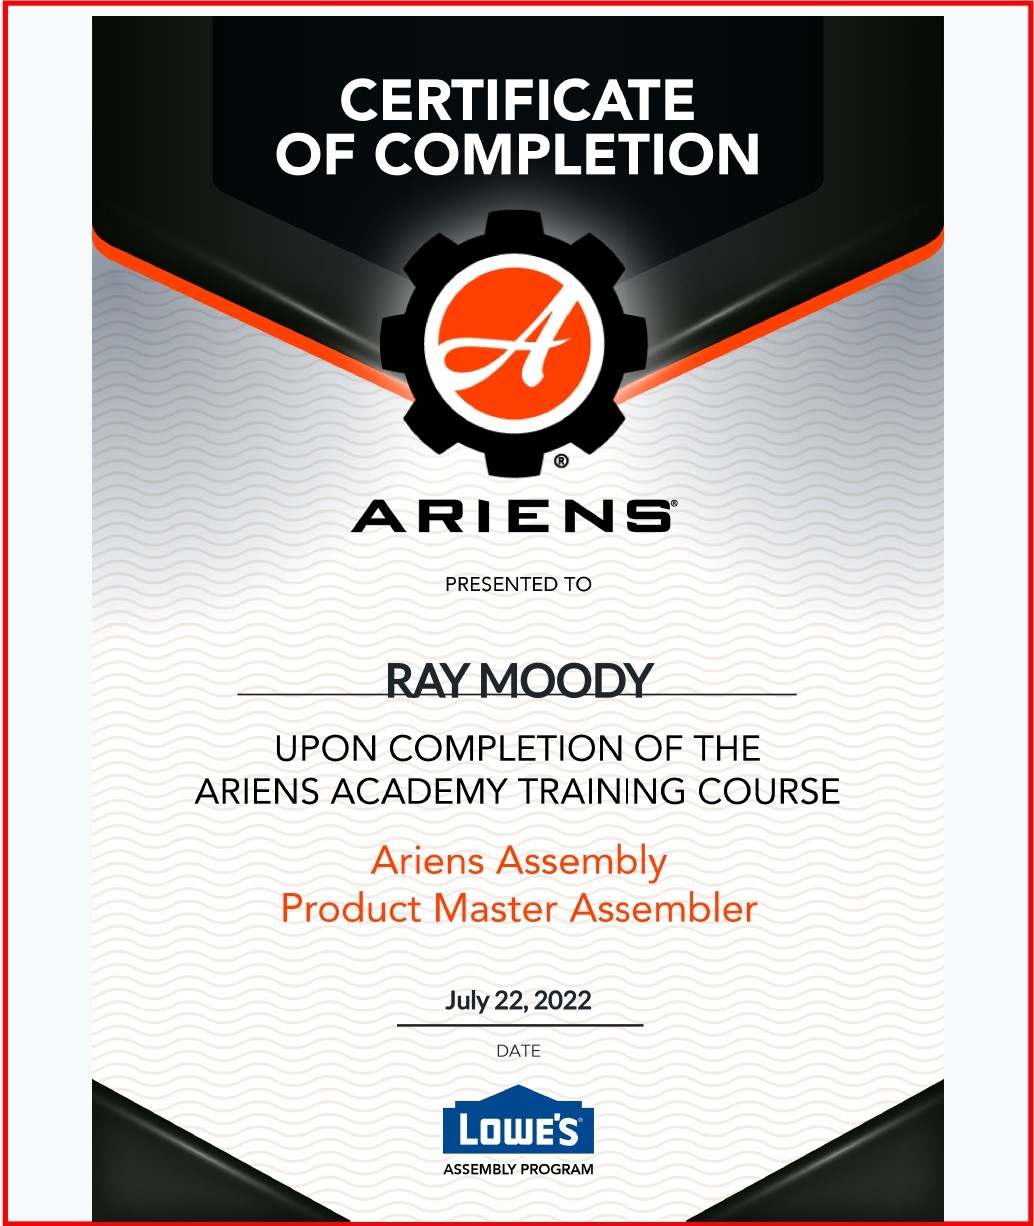 CERTIFICATE
OF COMPLETION
A
®
ARIENS®
PRESENTED TO
RAY MOODY
UPON COMPLETION OF THE
ARIENS ACADEMY TRAINING COURSE
Ariens Assembly
Product Master Assembler
July 22, 2022
DATE
LOWE'S®
ASSEMBLY PROGRAM